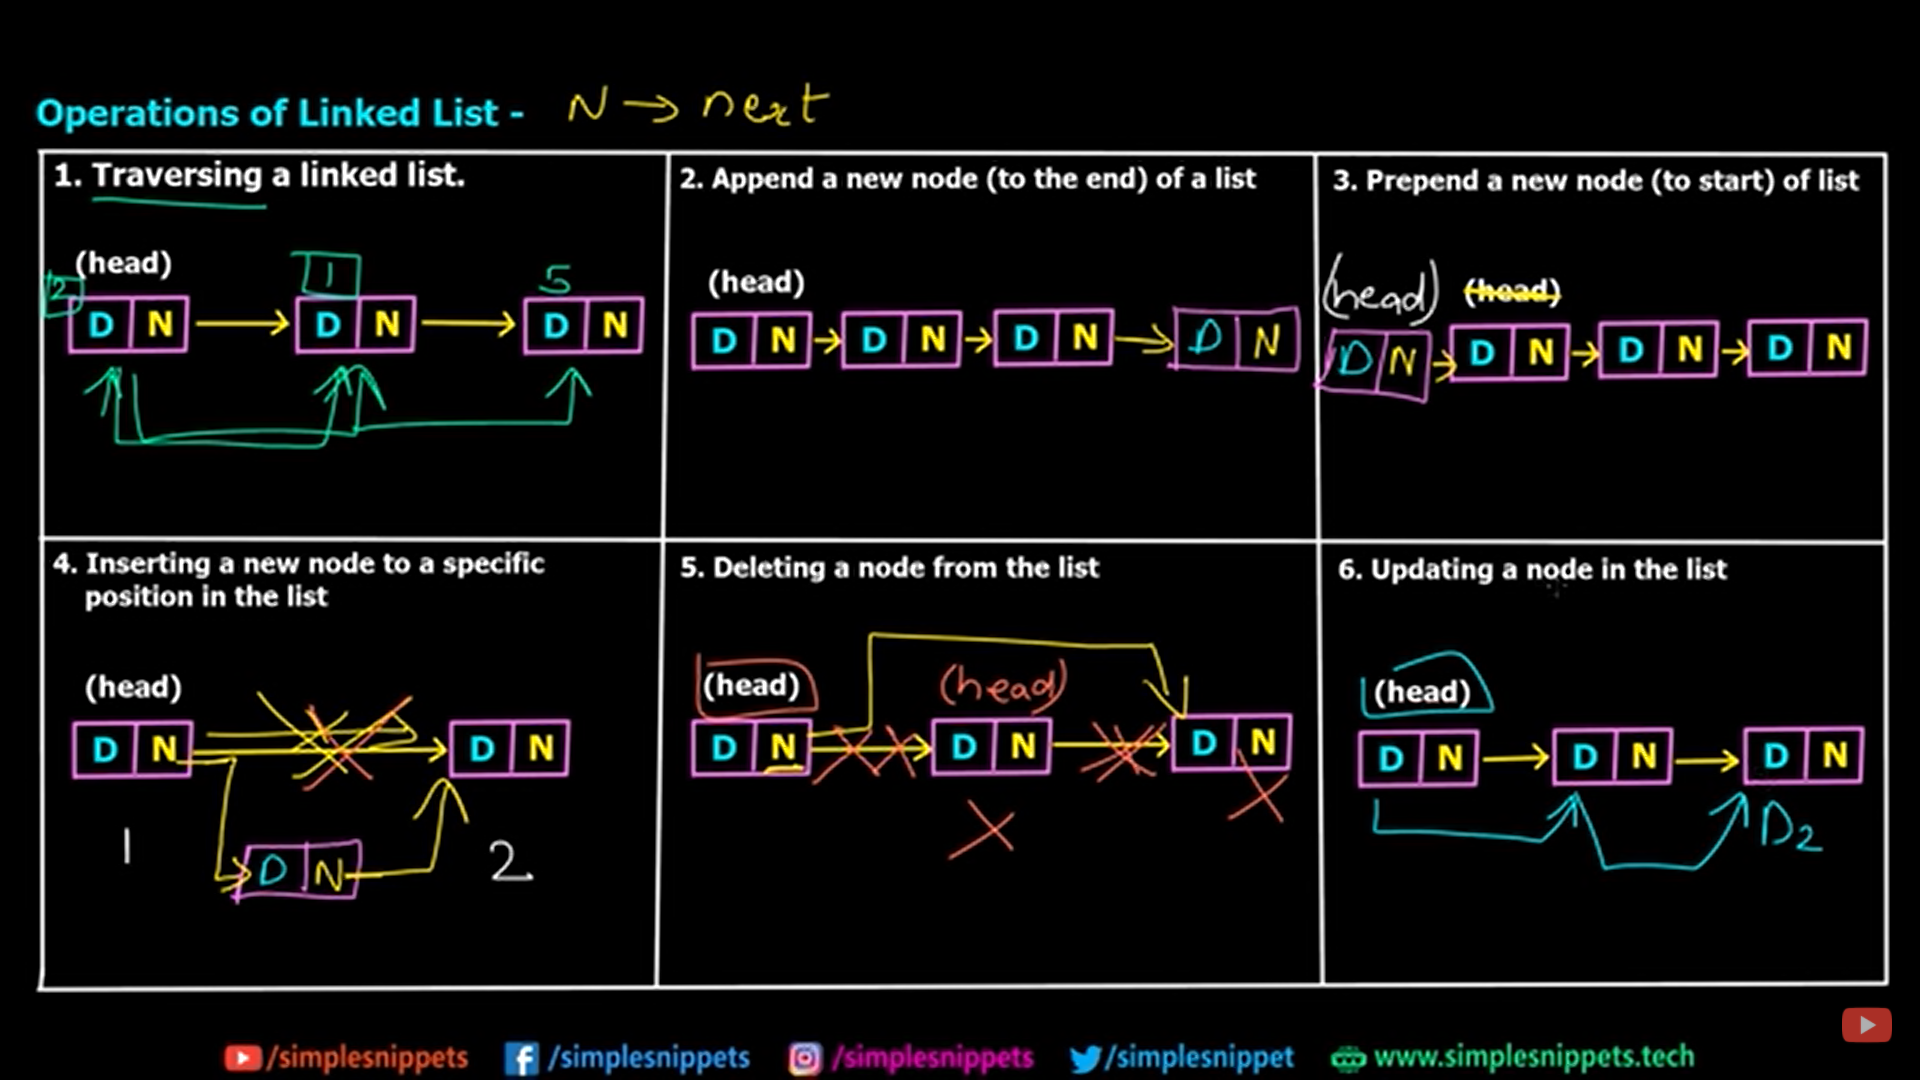 Operations of Linked List - N → next
1. Traversing a linked list.
(head)
2 1 5
D N → D N → D N
2. Append a new node (to the end) of a list
(head)
D N → D N → D N → D N
3. Prepend a new node (to start) of list
(head) (head)
D N → D N → D N → D N
4. Inserting a new node to a specific
position in the list
(head)
D N → D N
1 2
D N
5. Deleting a node from the list
(head) (head)
D N → D N → D N
6. Updating a node in the list
(head)
D N → D N → D N
D2
/simplesnippets /simplesnippets /simplesnippets /simplesnippet www.simplesnippets.tech